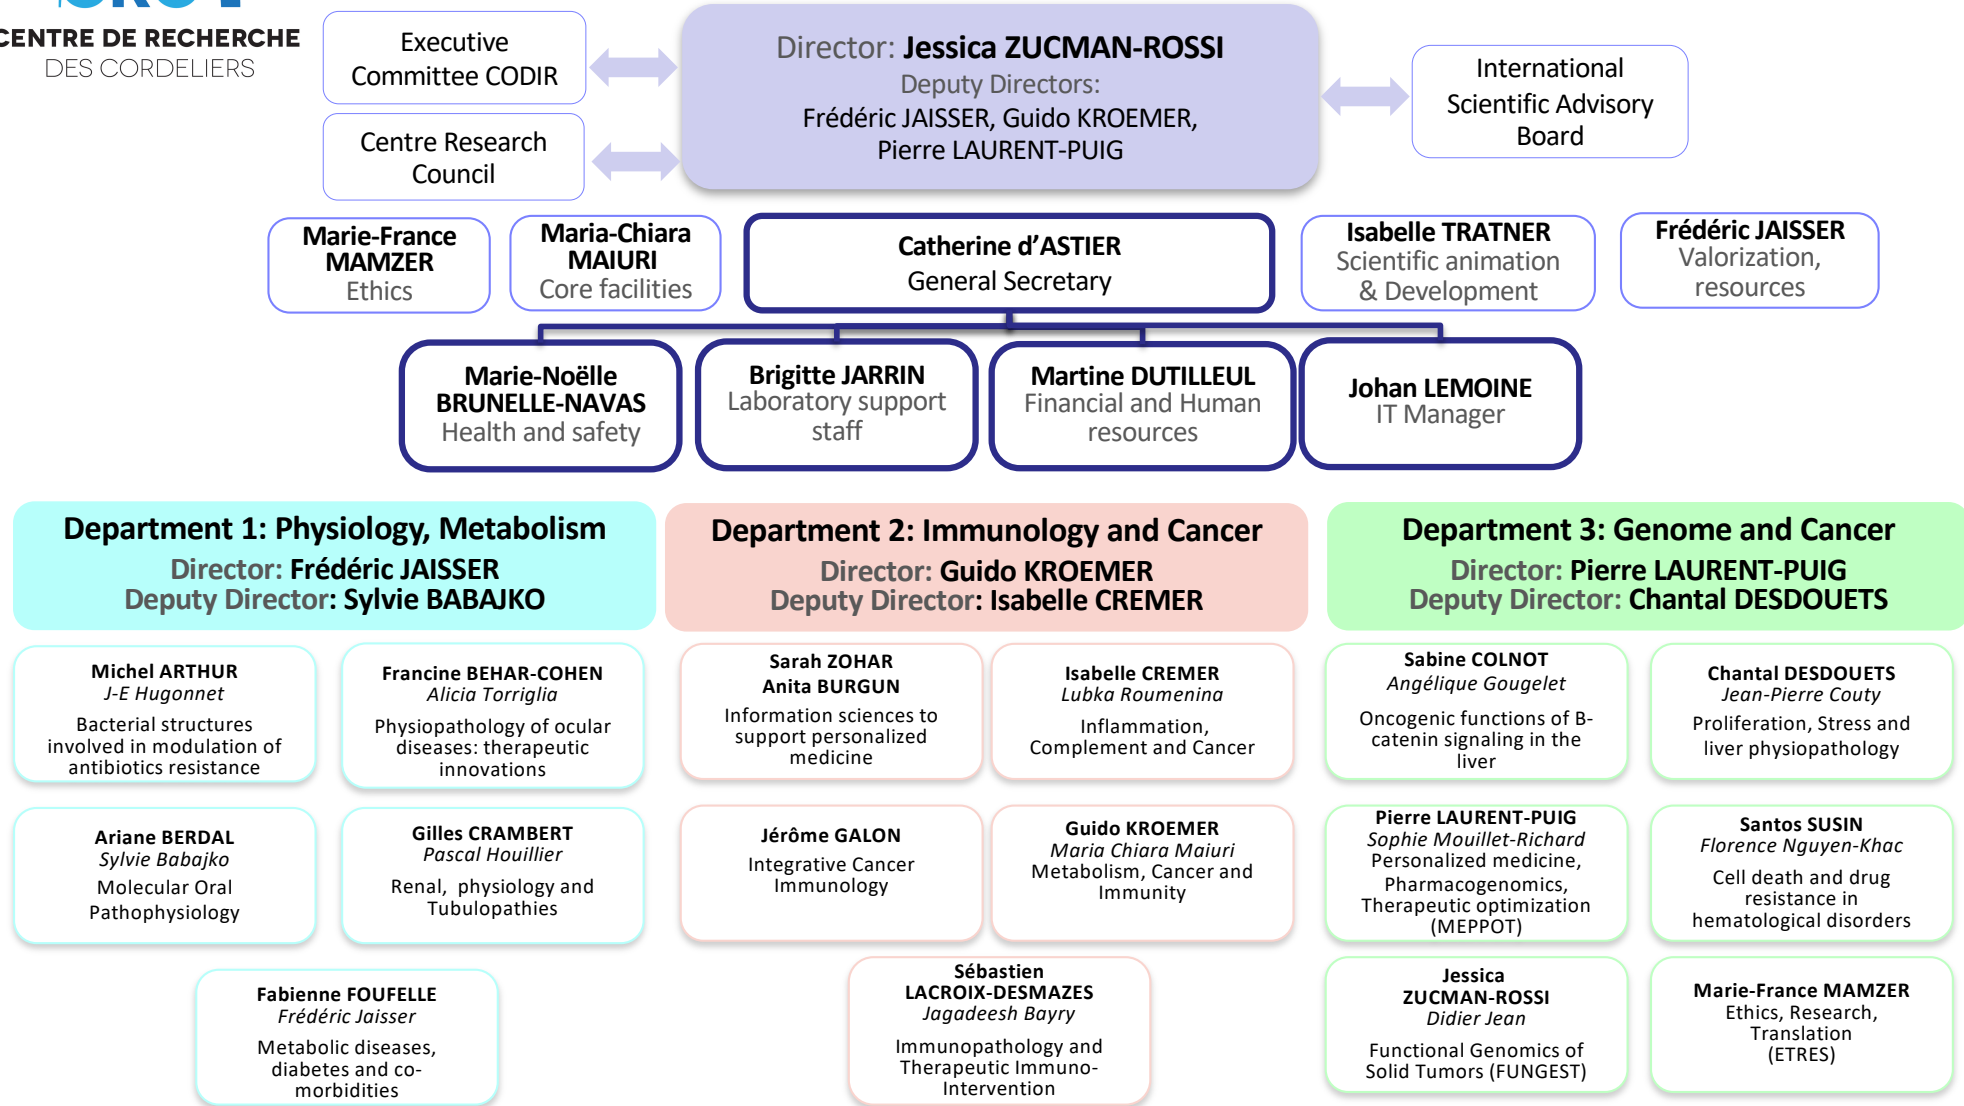 CENTRE DE RECHERCHE
DES CORDELIERS
Executive
Committee CODIR
Centre Research
Council
Director: Jessica ZUCMAN-ROSSI
Deputy Directors:
Frédéric JAISSER, Guido KROEMER,
Pierre LAURENT-PUIG
International
Scientific Advisory
Board
Marie-France
MAMZER
Ethics
Maria-Chiara
MAIURI
Core facilities
Catherine d’ASTIER
General Secretary
Isabelle TRATNER
Scientific animation
& Development
Frédéric JAISSER
Valorization,
resources
Marie-Noëlle
BRUNELLE-NAVAS
Health and safety
Brigitte JARRIN
Laboratory support
staff
Martine DUTILLEUL
Financial and Human
resources
Johan LEMOINE
IT Manager
Department 1: Physiology, Metabolism
Director: Frédéric JAISSER
Deputy Director: Sylvie BABAJKO
Michel ARTHUR
J-E Hugonnet
Bacterial structures
involved in modulation of
antibiotics resistance
Francine BEHAR-COHEN
Alicia Torriglia
Physiopathology of ocular
diseases: therapeutic
innovations
Ariane BERDAL
Sylvie Babajko
Molecular Oral
Pathophysiology
Gilles CRAMBERT
Pascal Houillier
Renal, physiology and
Tubulopathies
Fabienne FOUFELLE
Frédéric Jaisser
Metabolic diseases,
diabetes and co-
morbidities
Department 2: Immunology and Cancer
Director: Guido KROEMER
Deputy Director: Isabelle CREMER
Sarah ZOHAR
Anita BURGUN
Information sciences to
support personalized
medicine
Isabelle CREMER
Lubka Roumenina
Inflammation,
Complement and Cancer
Jérôme GALON
Integrative Cancer
Immunology
Guido KROEMER
Maria Chiara Maiuri
Metabolism, Cancer and
Immunity
Sébastien
LACROIX-DESMAZES
Jagadeesh Bayry
Immunopathology and
Therapeutic Immuno-
Intervention
Department 3: Genome and Cancer
Director: Pierre LAURENT-PUIG
Deputy Director: Chantal DESDOUETS
Sabine COLNOT
Angélique Gougelet
Oncogenic functions of B-
catenin signaling in the
liver
Chantal DESDOUETS
Jean-Pierre Couty
Proliferation, Stress and
liver physiopathology
Pierre LAURENT-PUIG
Sophie Mouillet-Richard
Personalized medicine,
Pharmacogenomics,
Therapeutic optimization
(MEPPOT)
Santos SUSIN
Florence Nguyen-Khac
Cell death and drug
resistance in
hematological disorders
Jessica
ZUCMAN-ROSSI
Didier Jean
Functional Genomics of
Solid Tumors (FUNGEST)
Marie-France MAMZER
Ethics, Research,
Translation
(ETRES)